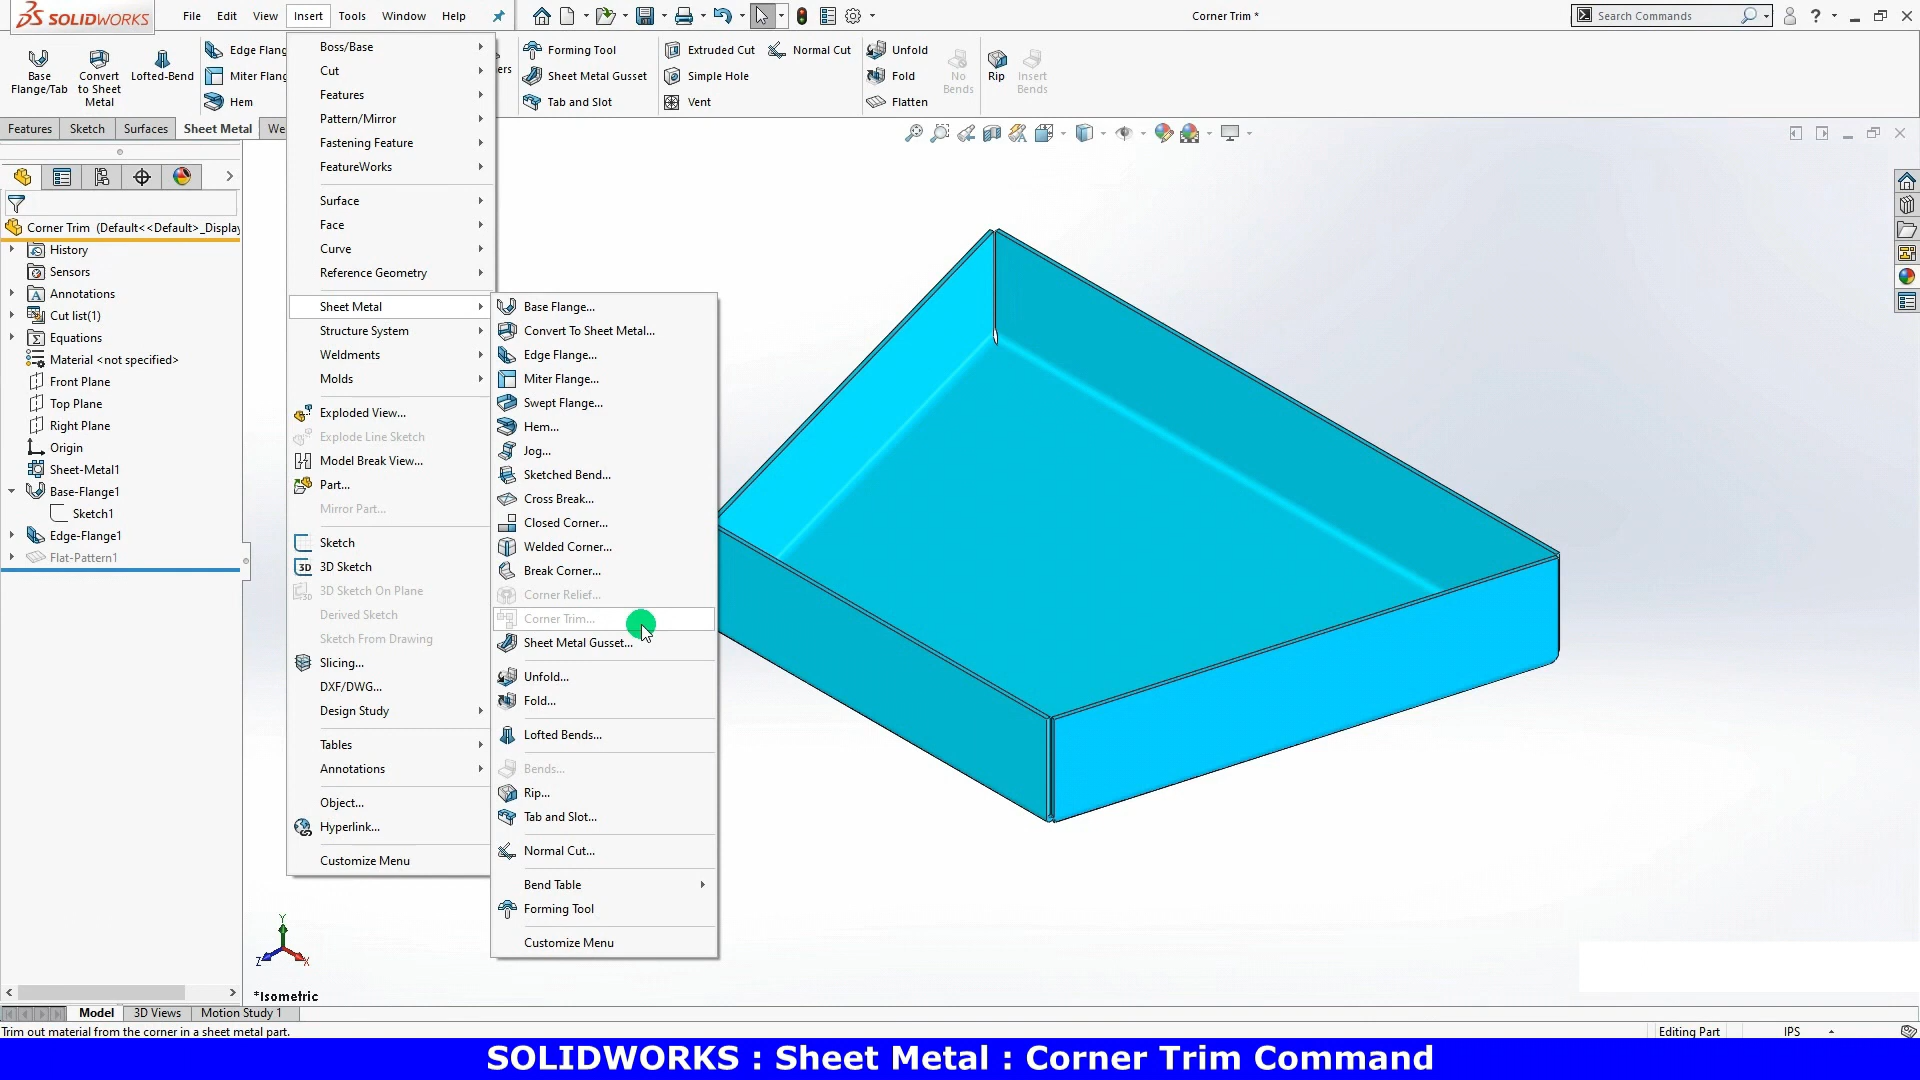 SOLIDWORKS
File Edit View Insert Tools Window Help
Corner Trim *
Search Commands
Base Flange/Tab
Convert to Sheet Metal
Lofted-Bend
Edge Flang
Miter Flang
Hem
ers
Forming Tool
Sheet Metal Gusset
Tab and Slot
Extruded Cut
Simple Hole
Vent
Normal Cut
Unfold
Fold
Flatten
No Bends
Rip
Insert Bends
Features Sketch Surfaces Sheet Metal We
Corner Trim (Default<<Default>_Display
History
Sensors
Annotations
Cut list(1)
Equations
Material <not specified>
Front Plane
Top Plane
Right Plane
Origin
Sheet-Metal1
Base-Flange1
Sketch1
Edge-Flange1
Flat-Pattern1
Boss/Base
Cut
Features
Pattern/Mirror
Fastening Feature
FeatureWorks
Surface
Face
Curve
Reference Geometry
Sheet Metal
Structure System
Weldments
Molds
Exploded View...
Explode Line Sketch
Model Break View...
Part...
Mirror Part...
Sketch
3D Sketch
3D Sketch On Plane
Derived Sketch
Sketch From Drawing
Slicing...
DXF/DWG...
Design Study
Tables
Annotations
Object...
Hyperlink...
Customize Menu
Base Flange...
Convert To Sheet Metal...
Edge Flange...
Miter Flange...
Swept Flange...
Hem...
Jog...
Sketched Bend...
Cross Break...
Closed Corner...
Welded Corner...
Break Corner...
Corner Relief...
Corner Trim...
Sheet Metal Gusset...
Unfold...
Fold...
Lofted Bends...
Bends...
Rip...
Tab and Slot...
Normal Cut...
Bend Table
Forming Tool
Customize Menu
Y
Z X
*Isometric
Model 3D Views Motion Study 1
Trim out material from the corner in a sheet metal part.
Editing Part IPS
SOLIDWORKS : Sheet Metal : Corner Trim Command